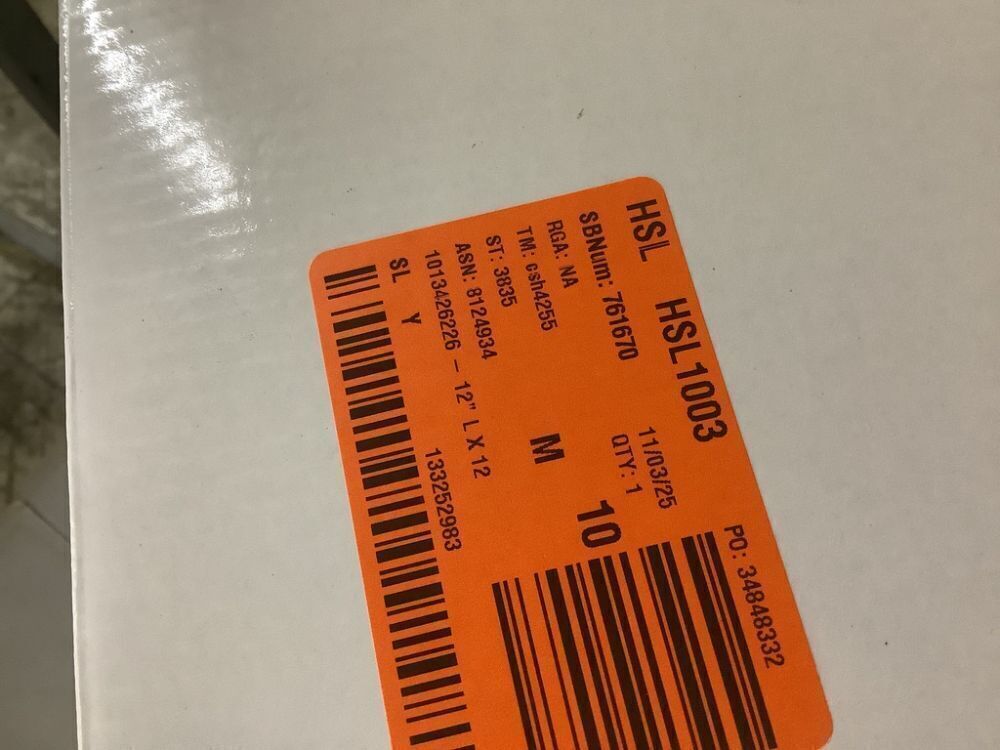 HSL HSL1003
PO: 34848332
SBNum: 761670
11/03/25
RGA: NA
QTY: 1
10
TM: csh4255
M
ST: 3835
ASN: 8124934
1013426226 – 12" L X 12
SL Y
133252983